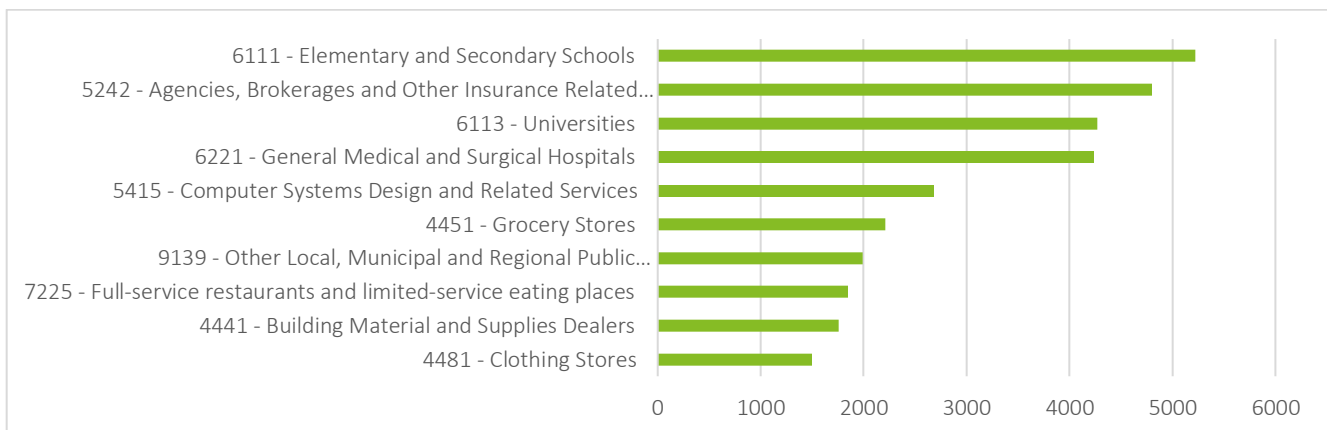 6111 - Elementary and Secondary Schools
5242 - Agencies, Brokerages and Other Insurance Related...
6113 - Universities
6221 - General Medical and Surgical Hospitals
5415 - Computer Systems Design and Related Services
4451 - Grocery Stores
9139 - Other Local, Municipal and Regional Public...
7225 - Full-service restaurants and limited-service eating places
4441 - Building Material and Supplies Dealers
4481 - Clothing Stores
0 1000 2000 3000 4000 5000 6000